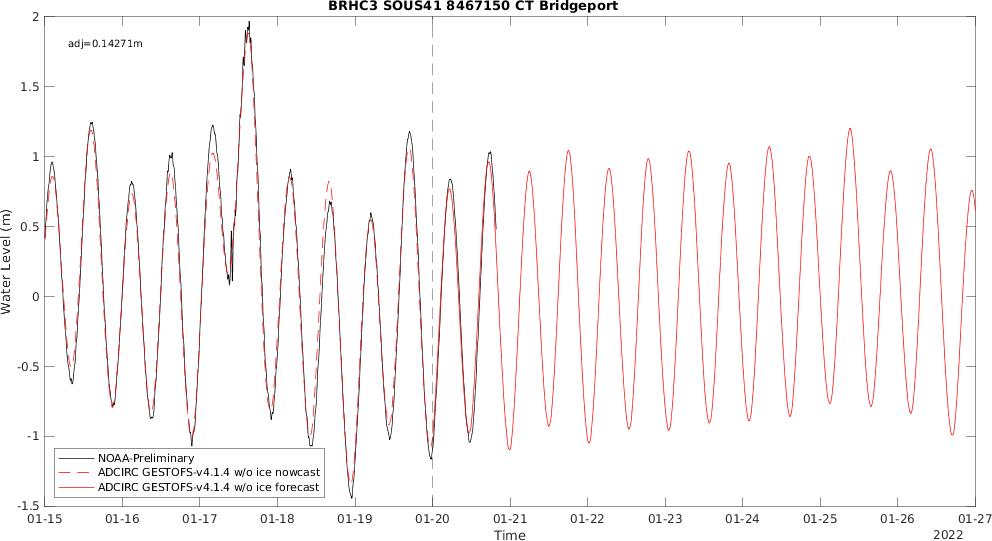 BRHC3 SOUS41 8467150 CT Bridgeport
adj=0.14271m
2
1.5
1
0.5
0
-0.5
-1
-1.5
Water Level (m)
NOAA-Preliminary
ADCIRC GESTOFS-v4.1.4 w/o ice nowcast
ADCIRC GESTOFS-v4.1.4 w/o ice forecast
01-15 01-16 01-17 01-18 01-19 01-20 01-21 01-22 01-23 01-24 01-25 01-26 01-27
Time
2022